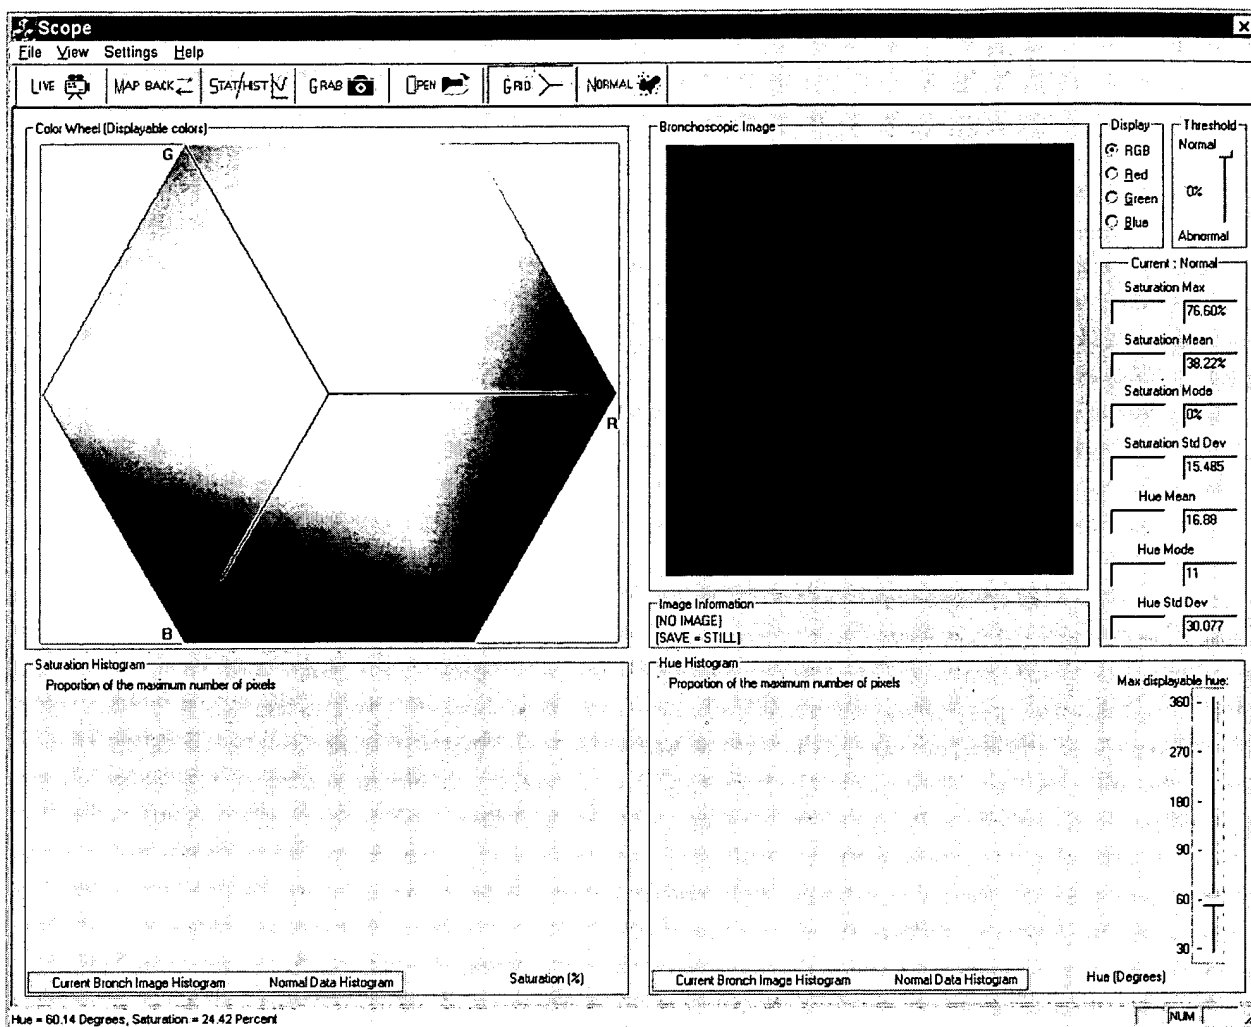 Scope
File View Settings Help
LIVE MAP BACK STAT/HIST GRAB OPEN GRID NORMAL
Color Wheel (Displayable colors)
G
R
B
Bronchoscopic Image
Display
RGB
Red
Green
Blue
Threshold
Normal
0%
Abnormal
Current : Normal
Saturation Max
76.60%
Saturation Mean
38.22%
Saturation Mode
0%
Saturation Std Dev
15.485
Hue Mean
16.88
Hue Mode
11
Hue Std Dev
30.077
Image Information
[NO IMAGE]
[SAVE = STILL]
Saturation Histogram
Proportion of the maximum number of pixels
Current Bronch Image Histogram Normal Data Histogram
Saturation (%)
Hue Histogram
Proportion of the maximum number of pixels
Max displayable hue:
360
270
180
90
60
30
Current Bronch Image Histogram Normal Data Histogram
Hue (Degrees)
Hue = 60.14 Degrees, Saturation = 24.42 Percent
NUM